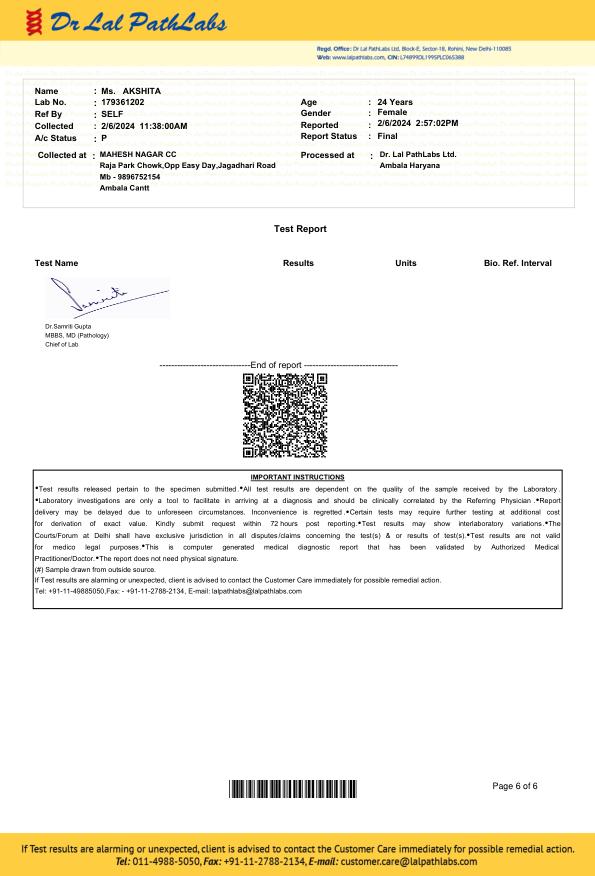 Dr Lal PathLabs
Regd. Office: Dr Lal PathLabs Ltd, Block-E, Sector-18, Rohini, New Delhi-110085
Web: www.lalpathlabs.com, CIN: L74899DL1995PLC065388
Name : Ms. AKSHITA
Lab No. : 179361202 Age : 24 Years
Ref By : SELF Gender : Female
Collected : 2/6/2024 11:38:00AM Reported : 2/6/2024 2:57:02PM
A/c Status : P Report Status : Final
Collected at : MAHESH NAGAR CC Processed at : Dr. Lal PathLabs Ltd.
Raja Park Chowk,Opp Easy Day,Jagadhari Road Ambala Haryana
Mb - 9896752154
Ambala Cantt
Test Report
Test Name Results Units Bio. Ref. Interval
Dr.Samriti Gupta
MBBS, MD (Pathology)
Chief of Lab
-------------------------------End of report --------------------------------
IMPORTANT INSTRUCTIONS
•Test results released pertain to the specimen submitted.•All test results are dependent on the quality of the sample received by the Laboratory.
•Laboratory investigations are only a tool to facilitate in arriving at a diagnosis and should be clinically correlated by the Referring Physician .•Report
delivery may be delayed due to unforeseen circumstances. Inconvenience is regretted.•Certain tests may require further testing at additional cost
for derivation of exact value. Kindly submit request within 72 hours post reporting.•Test results may show interlaboratory variations.•The
Courts/Forum at Delhi shall have exclusive jurisdiction in all disputes/claims concerning the test(s) & or results of test(s).•Test results are not valid
for medico legal purposes.•This is computer generated medical diagnostic report that has been validated by Authorized Medical
Practitioner/Doctor.•The report does not need physical signature.
(#) Sample drawn from outside source.
If Test results are alarming or unexpected, client is advised to contact the Customer Care immediately for possible remedial action.
Tel: +91-11-49885050,Fax: - +91-11-2788-2134, E-mail: lalpathlabs@lalpathlabs.com
Page 6 of 6
If Test results are alarming or unexpected, client is advised to contact the Customer Care immediately for possible remedial action.
Tel: 011-4988-5050, Fax: +91-11-2788-2134, E-mail: customer.care@lalpathlabs.com